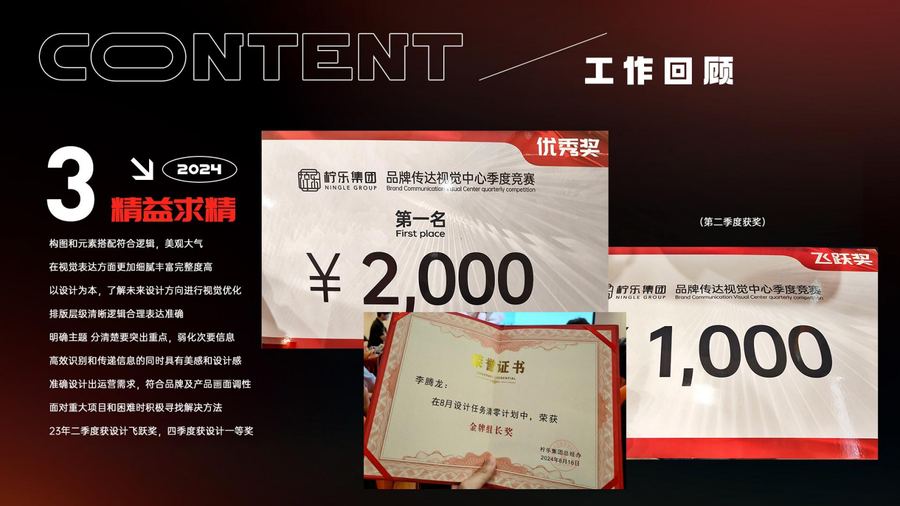 CONTENT
工作回顾
3
2024
精益求精
构图和元素搭配符合逻辑，美观大气
在视觉表达方面更加细腻丰富完整度高
以设计为本，了解未来设计方向进行视觉优化
排版层级清晰逻辑合理表达准确
明确主题 分清楚要突出重点，弱化次要信息
高效识别和传递信息的同时具有美感和设计感
准确设计出运营需求，符合品牌及产品画面调性
面对重大项目和困难时积极寻找解决方法
23年二季度获设计飞跃奖，四季度获设计一等奖
优秀奖
柠乐集团
NINGLE GROUP
品牌传达视觉中心季度竞赛
Brand Communication Visual Center quarterly competition
第一名
First place
¥2,000
（第二季度获奖）
飞跃奖
柠乐集团
NINGLE GROUP
品牌传达视觉中心季度竞赛
Brand Communication Visual Center quarterly competition
1,000
荣誉证书
李腾龙：
在8月设计任务清零计划中，荣获
金牌组长奖
柠乐集团总经办
2024年8月16日